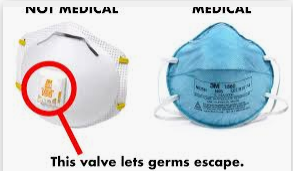 NOT MEDICAL
MEDICAL
3M
This valve lets germs escape.